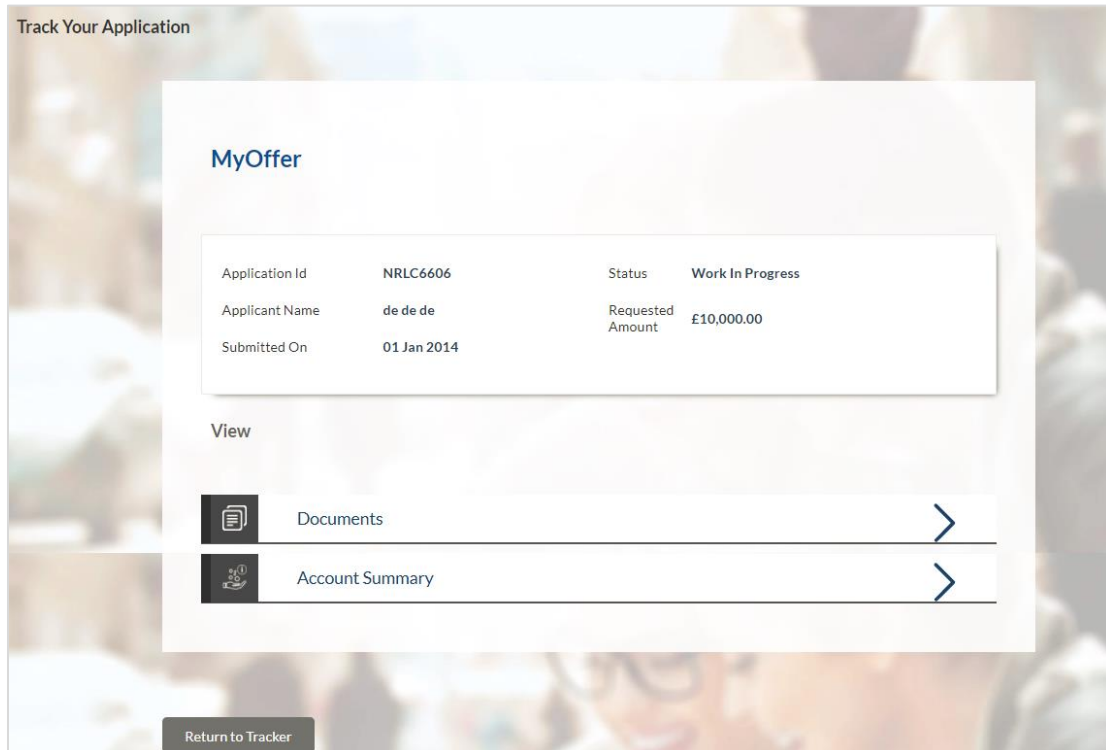 Track Your Application
MyOffer
Application Id NRLC6606 Status Work In Progress
Applicant Name de de de Requested Amount £10,000.00
Submitted On 01 Jan 2014
View
Documents
Account Summary
Return to Tracker